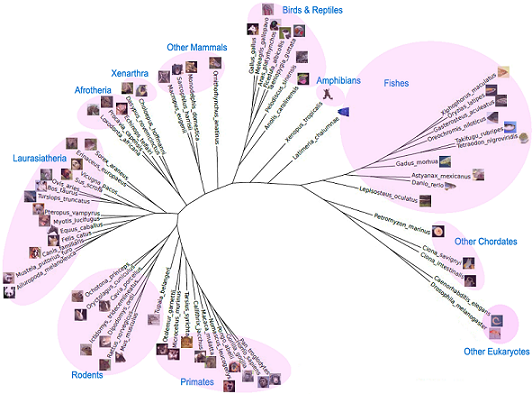 Birds & Reptiles
Other Mammals
Xenarthra
Afrotheria
Amphibians
Fishes
Laurasiatheria
Other Chordates
Other Eukaryotes
Rodents
Primates
Gallus_gallus
Meleagris_gallopavo
Anas_platyrhynchos
Ficedula_albicollis
Taeniopygia_guttata
Pelodiscus_sinensis
Anolis_carolinensis
Xenopus_tropicalis
Latimeria_chalumnae
Xiphophorus_maculatus
Oryzias_latipes
Gasterosteus_aculeatus
Oreochromis_niloticus
Takifugu_rubripes
Tetraodon_nigroviridis
Gadus_morhua
Astyanax_mexicanus
Danio_rerio
Lepisosteus_oculatus
Petromyzon_marinus
Ciona_savignyi
Ciona_intestinalis
Caenorhabditis_elegans
Drosophila_melanogaster
Ornithorhynchus_anatinus
Monodelphis_domestica
Sarcophilus_harrisii
Macropus_eugenii
Choloepus_hoffmanni
Dasypus_novemcinctus
Echinops_telfairi
Procavia_capensis
Loxodonta_africana
Sorex_araneus
Erinaceus_europaeus
Vicugna_pacos
Sus_scrofa
Ovis_aries
Bos_taurus
Tursiops_truncatus
Pteropus_vampyrus
Myotis_lucifugus
Equus_caballus
Felis_catus
Canis_familiaris
Mustela_putorius_furo
Ailuropoda_melanoleuca
Ochotona_princeps
Oryctolagus_cuniculus
Cavia_porcellus
Ictidomys_tridecemlineatus
Dipodomys_ordii
Rattus_norvegicus
Mus_musculus
Tupaia_belangeri
Otolemur_garnettii
Microcebus_murinus
Tarsius_syrichta
Callithrix_jacchus
Macaca_mulatta
Nomascus_leucogenys
Pongo_abelii